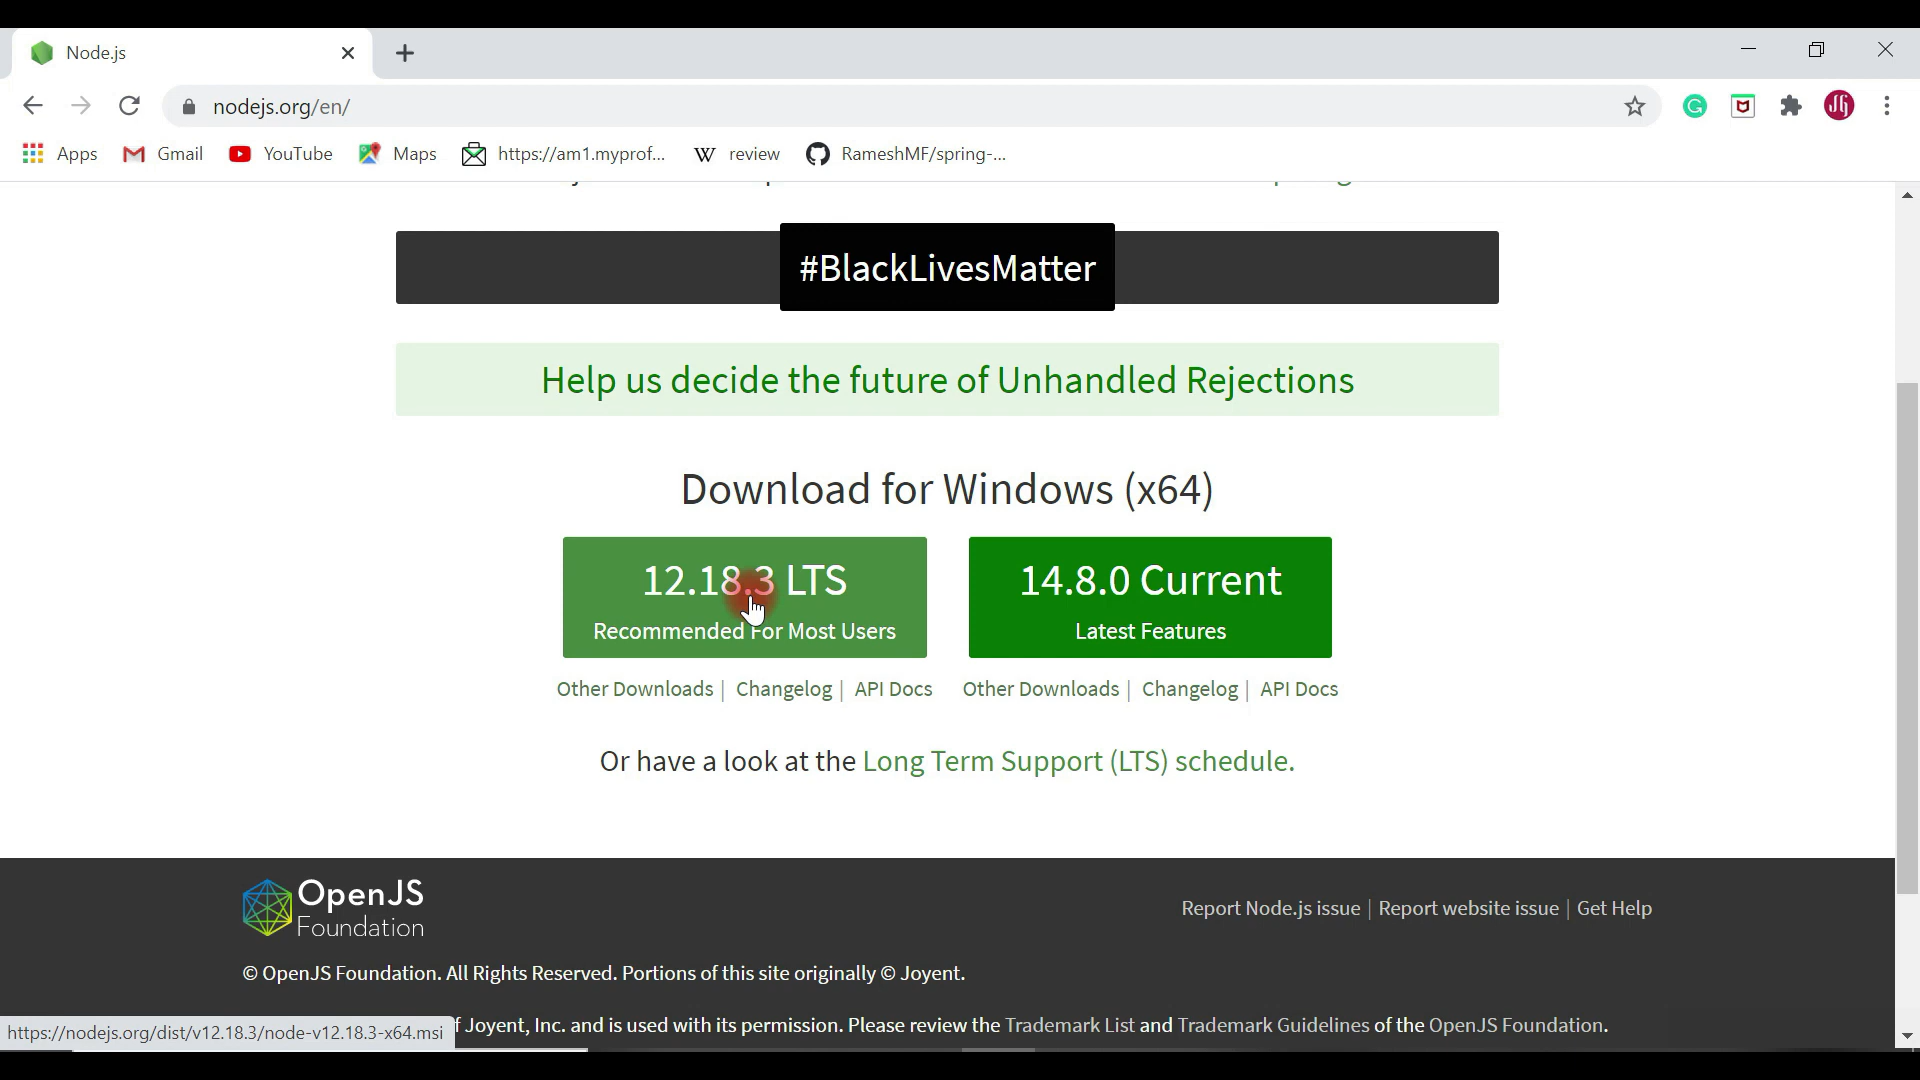 Node.js
nodejs.org/en/
Apps Gmail YouTube Maps https://am1.myprof... review RameshMF/spring-...
#BlackLivesMatter
Help us decide the future of Unhandled Rejections
Download for Windows (x64)
12.18.3 LTS
Recommended For Most Users
14.8.0 Current
Latest Features
Other Downloads | Changelog | API Docs
Other Downloads | Changelog | API Docs
Or have a look at the Long Term Support (LTS) schedule.
OpenJS
Foundation
Report Node.js issue | Report website issue | Get Help
© OpenJS Foundation. All Rights Reserved. Portions of this site originally © Joyent.
f Joyent, Inc. and is used with its permission. Please review the Trademark List and Trademark Guidelines of the OpenJS Foundation.
https://nodejs.org/dist/v12.18.3/node-v12.18.3-x64.msi